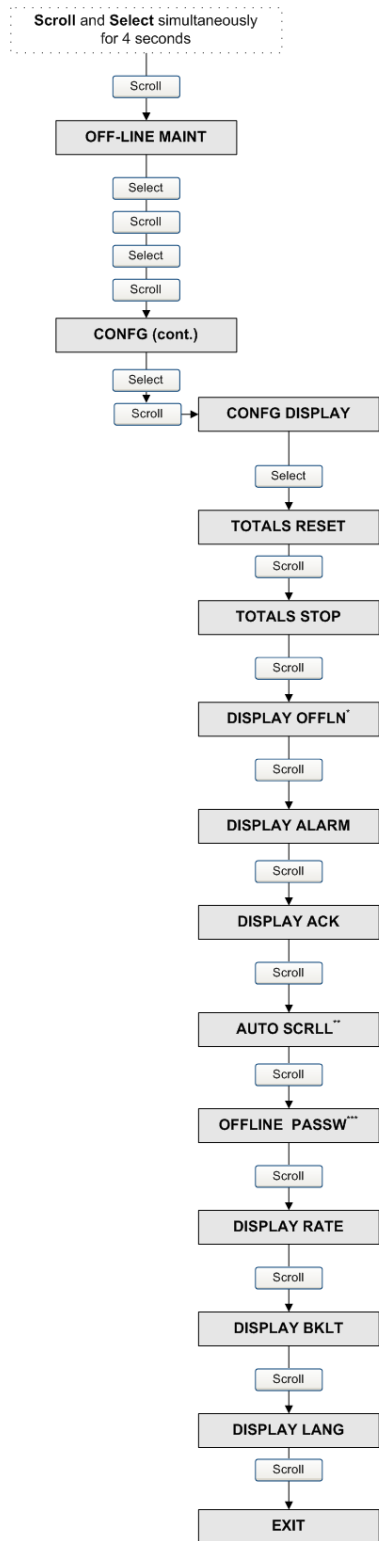 Scroll and Select simultaneously
for 4 seconds
Scroll
OFF-LINE MAINT
Select
Scroll
Select
Scroll
CONFG (cont.)
Select
Scroll
CONFG DISPLAY
Select
TOTALS RESET
Scroll
TOTALS STOP
Scroll
DISPLAY OFFLN*
Scroll
DISPLAY ALARM
Scroll
DISPLAY ACK
Scroll
AUTO SCRLL**
Scroll
OFFLINE PASSW***
Scroll
DISPLAY RATE
Scroll
DISPLAY BKLT
Scroll
DISPLAY LANG
Scroll
EXIT